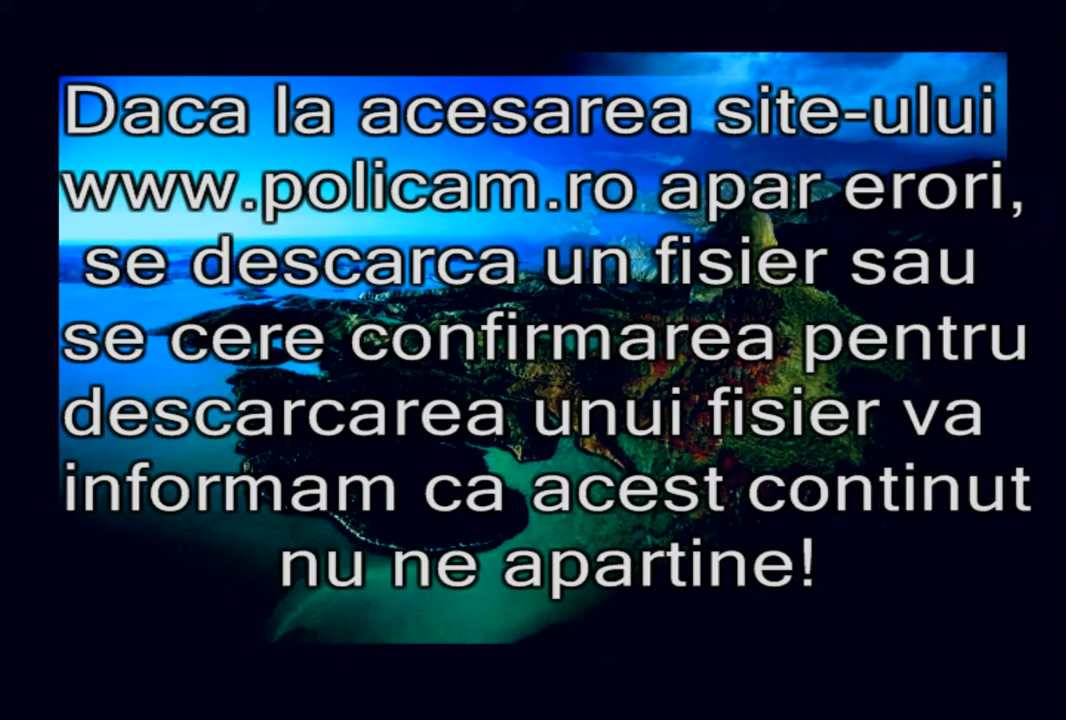 Daca la acesarea site-ului
www.policam.ro apar erori,
se descarca un fisier sau
se cere confirmarea pentru
descarcarea unui fisier va
informam ca acest continut
nu ne apartine!